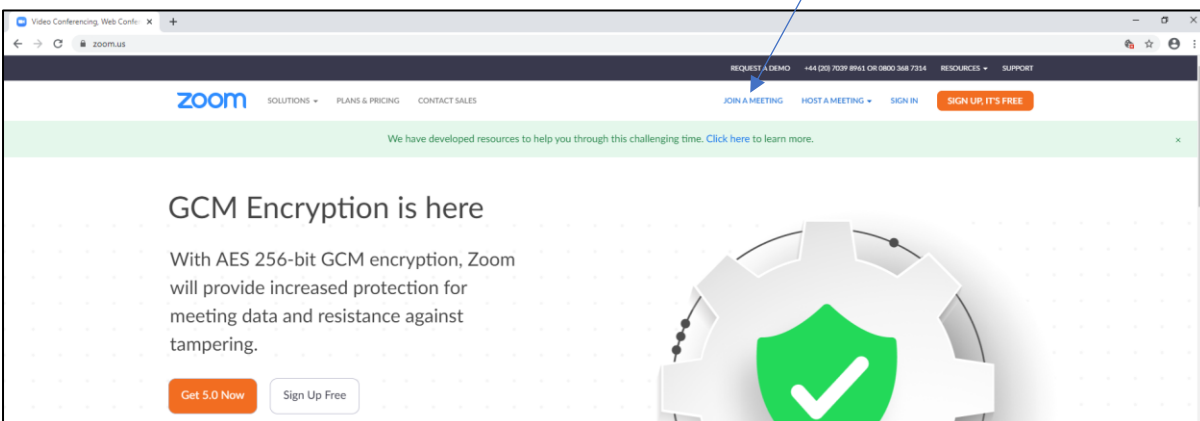 Video Conferencing, Web Confe
zoom.us
REQUEST A DEMO +44 (20) 7039 8961 OR 0800 368 7314 RESOURCES SUPPORT
zoom SOLUTIONS PLANS & PRICING CONTACT SALES JOIN A MEETING HOST A MEETING SIGN IN SIGN UP, IT'S FREE
We have developed resources to help you through this challenging time. Click here to learn more.
GCM Encryption is here
With AES 256-bit GCM encryption, Zoom
will provide increased protection for
meeting data and resistance against
tampering.
Get 5.0 Now Sign Up Free